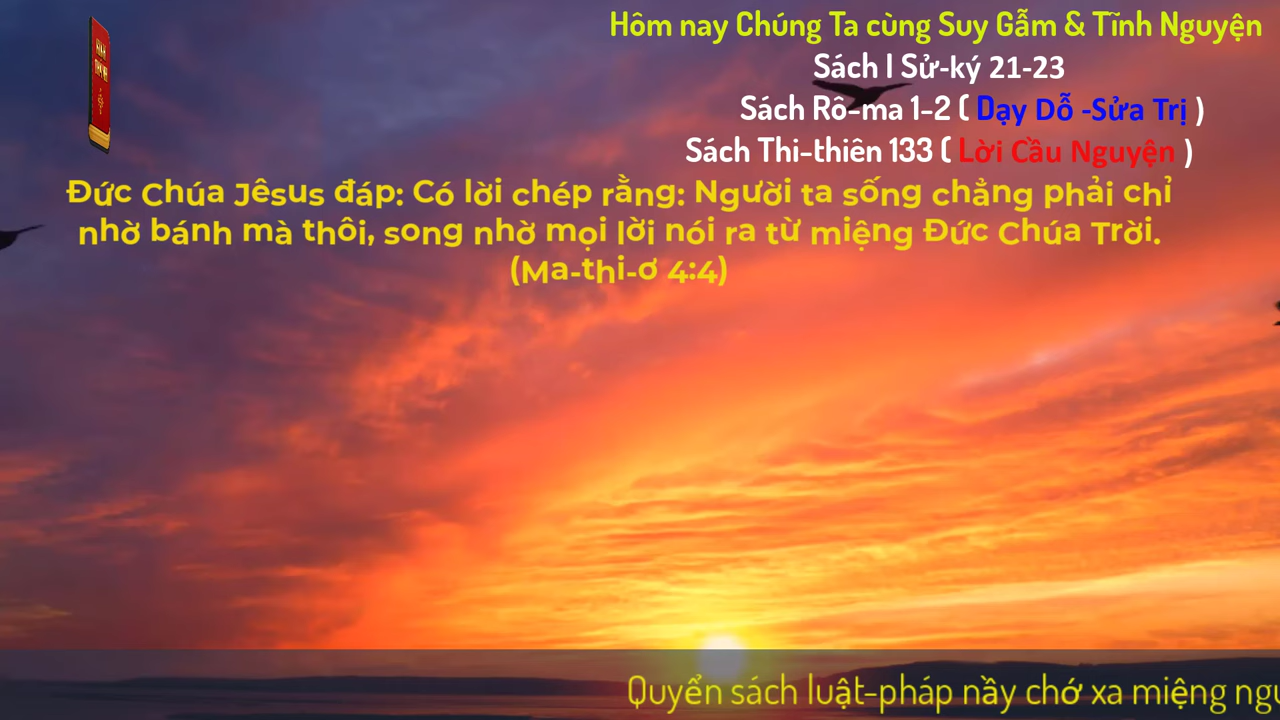 Hôm nay Chúng Ta cùng Suy Gẫm & Tĩnh Nguyện
Sách I Sử-ký 21-23
Sách Rô-ma 1-2 ( Dạy Dỗ -Sửa Trị )
Sách Thi-thiên 133 ( Lời Cầu Nguyện )
Đức Chúa Jêsus đáp: Có lời chép rằng: Người ta sống chẳng phải chỉ
nhờ bánh mà thôi, song nhờ mọi lời nói ra từ miệng Đức Chúa Trời.
(Ma-thi-ơ 4:4)
Quyển sách luật-pháp nầy chớ xa miệng